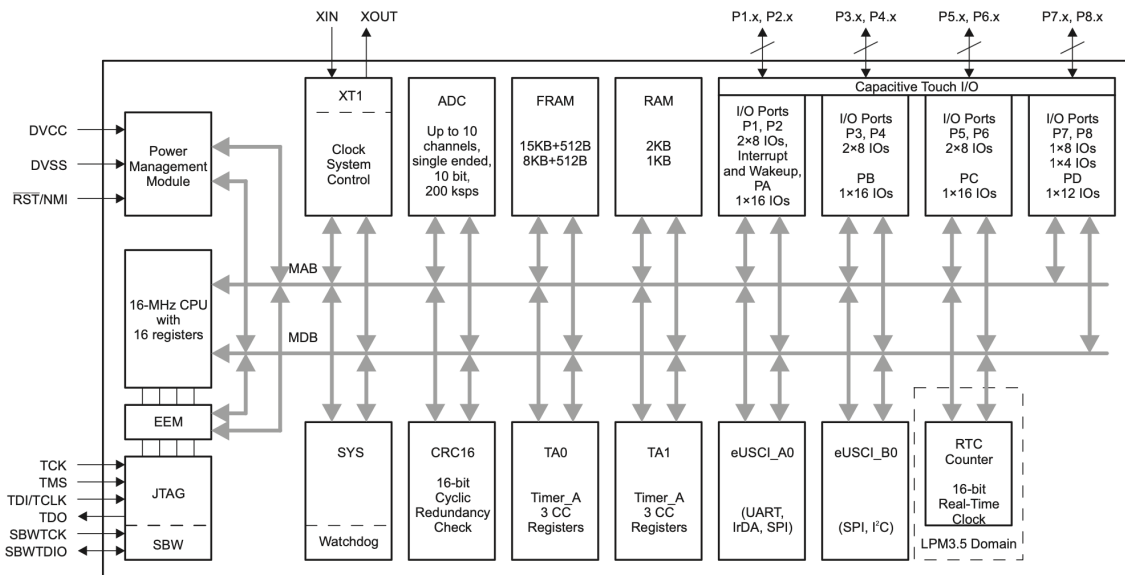 XIN
XOUT
P1.x, P2.x
P3.x, P4.x
P5.x, P6.x
P7.x, P8.x
DVCC
DVSS
RST/NMI
Power
Management
Module
XT1
Clock
System
Control
ADC
Up to 10
channels,
single ended,
10 bit,
200 ksps
FRAM
15KB+512B
8KB+512B
RAM
2KB
1KB
Capacitive Touch I/O
I/O Ports
P1, P2
2×8 IOs,
Interrupt
and Wakeup,
PA
1×16 IOs
I/O Ports
P3, P4
2×8 IOs
PB
1×16 IOs
I/O Ports
P5, P6
2×8 IOs
PC
1×16 IOs
I/O Ports
P7, P8
1×8 IOs
1×4 IOs
PD
1×12 IOs
MAB
16-MHz CPU
with
16 registers
MDB
EEM
TCK
TMS
TDI/TCLK
TDO
SBWTCK
SBWTDIO
JTAG
SBW
SYS
Watchdog
CRC16
16-bit
Cyclic
Redundancy
Check
TA0
Timer_A
3 CC
Registers
TA1
Timer_A
3 CC
Registers
eUSCI_A0
(UART,
IrDA, SPI)
eUSCI_B0
(SPI, I²C)
RTC
Counter
16-bit
Real-Time
Clock
LPM3.5 Domain